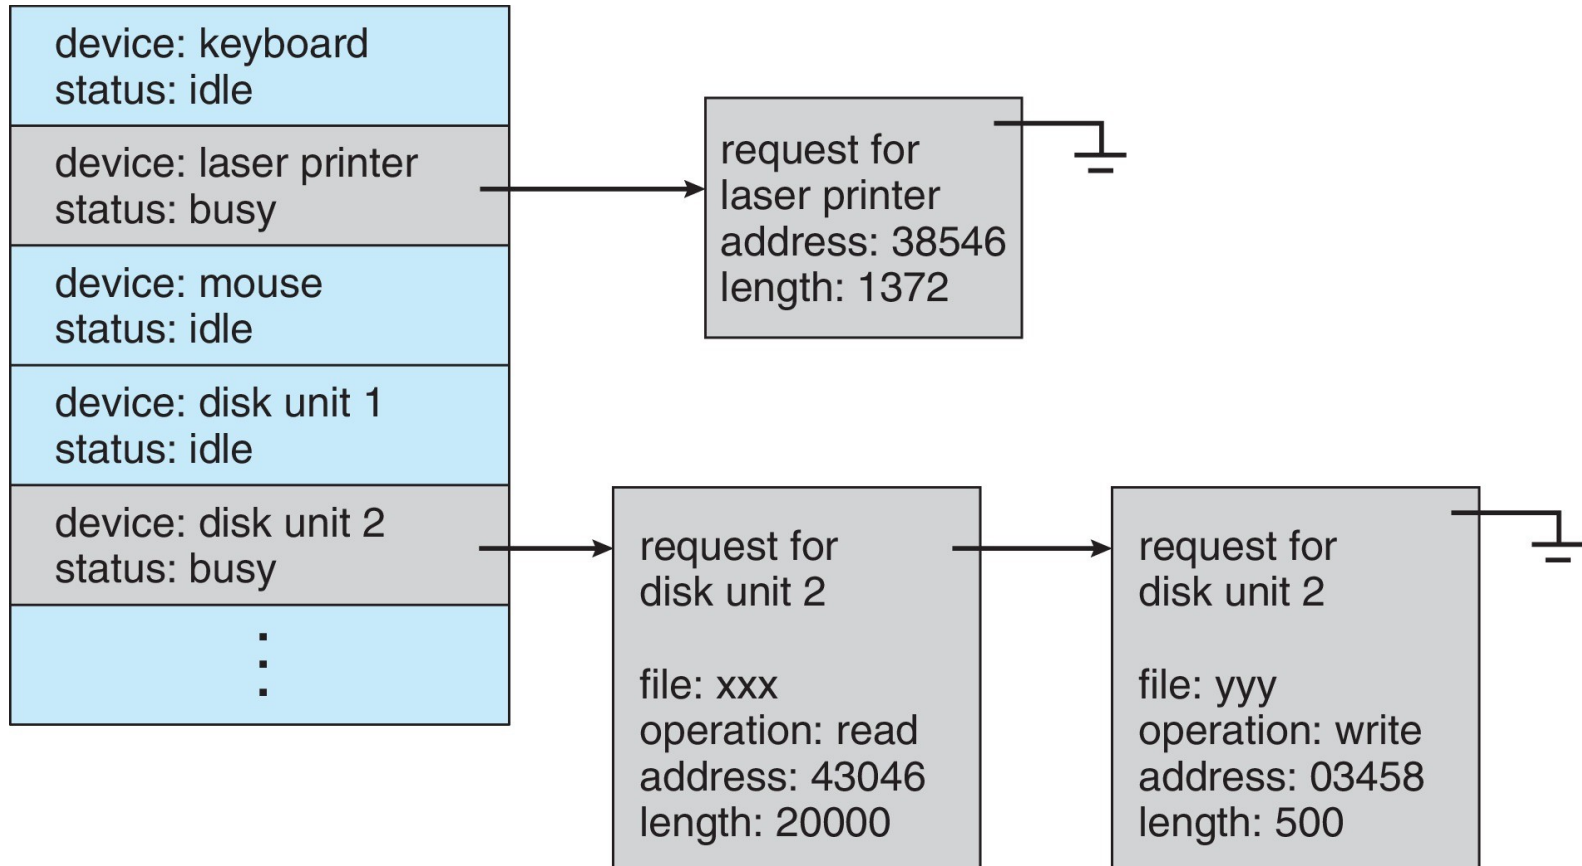 device: keyboard
status: idle
device: laser printer
status: busy
device: mouse
status: idle
device: disk unit 1
status: idle
device: disk unit 2
status: busy
request for
laser printer
address: 38546
length: 1372
request for
disk unit 2
file: xxx
operation: read
address: 43046
length: 20000
request for
disk unit 2
file: yyy
operation: write
address: 03458
length: 500